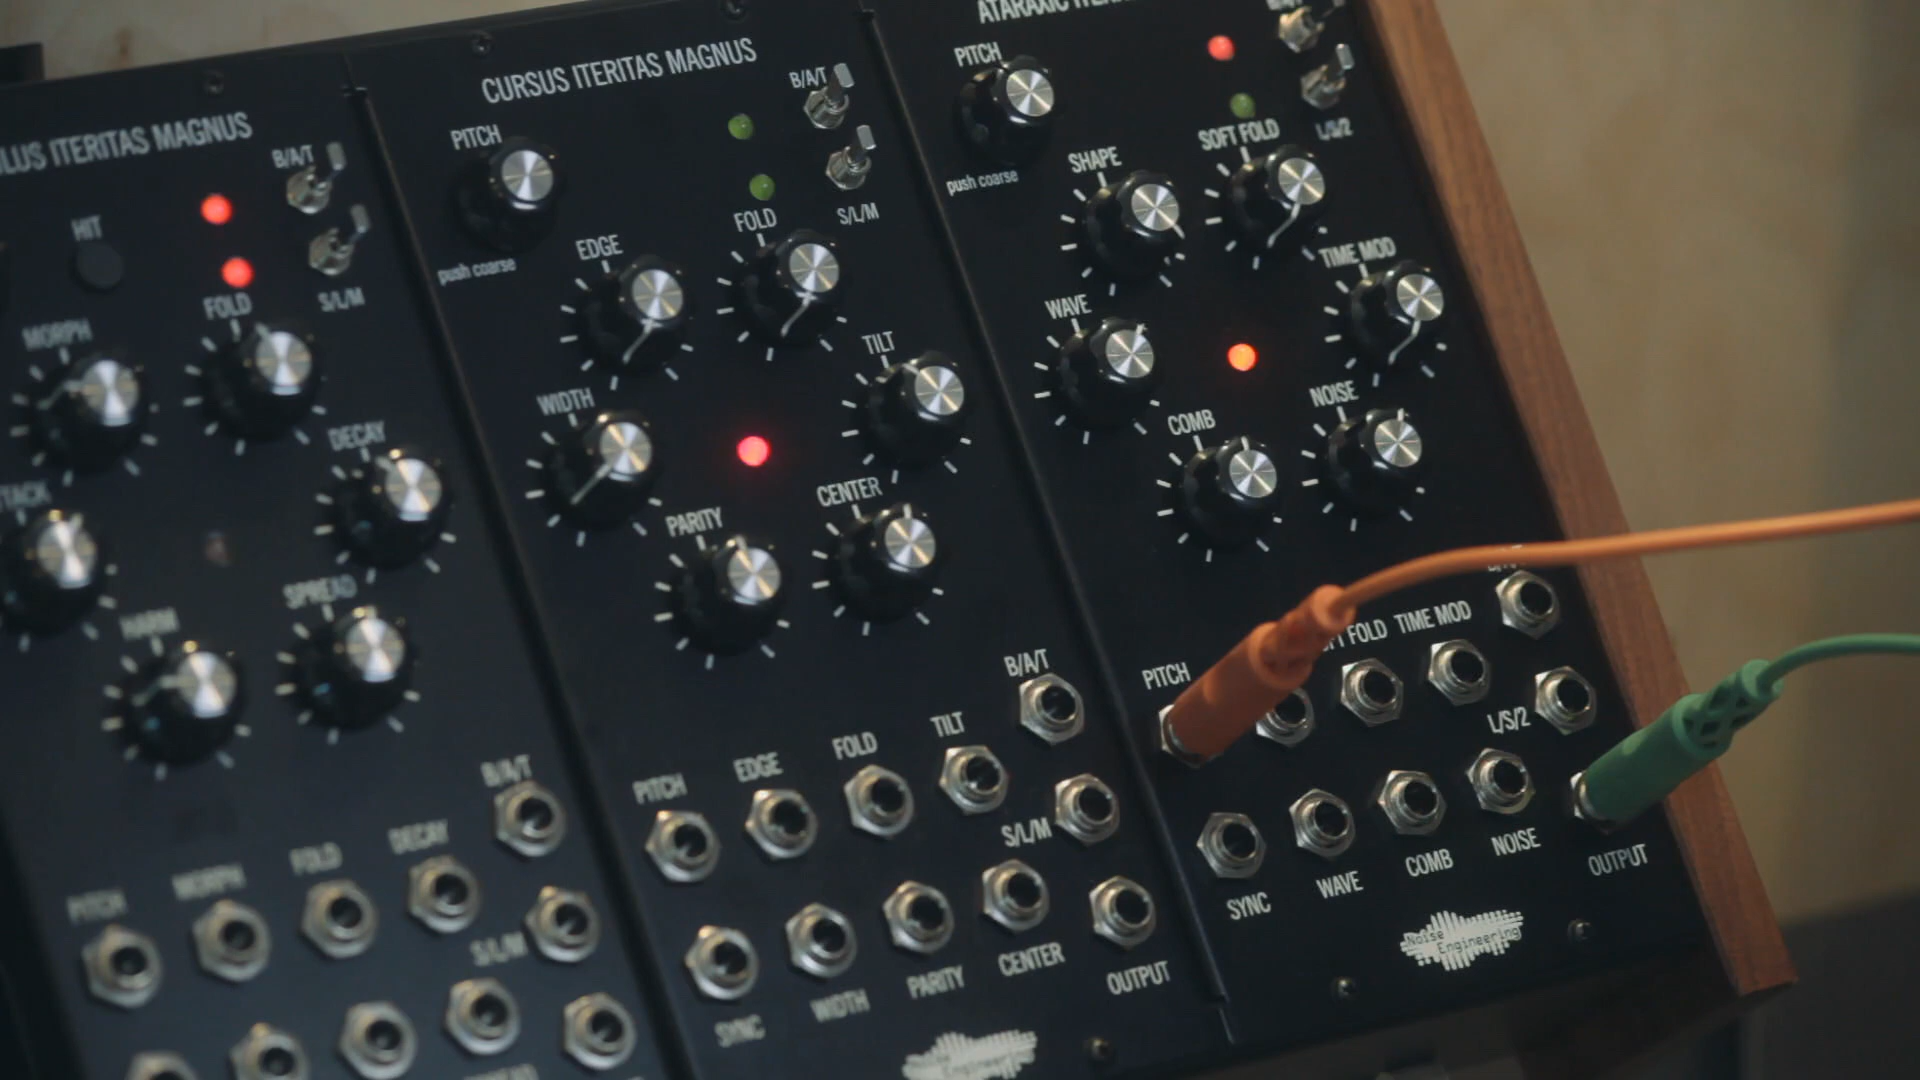 ITERITAS MAGNUS
B/A/T
HIT
S/L/M
FOLD
MORPH
DECAY
SPREAD
HARM
B/A/T
DECAY
FOLD
MORPH
PITCH
S/L/M
CURSUS ITERITAS MAGNUS
B/A/T
PITCH
push coarse
S/L/M
FOLD
EDGE
TILT
WIDTH
CENTER
PARITY
B/A/T
TILT
FOLD
EDGE
PITCH
S/L/M
CENTER
OUTPUT
PARITY
WIDTH
SYNC
Noise
Engineering
ATARAXIC
PITCH
push coarse
L/S/2
SOFT FOLD
SHAPE
TIME MOD
WAVE
NOISE
COMB
PITCH
FOLD
TIME MOD
L/S/2
SYNC
WAVE
COMB
NOISE
OUTPUT
Noise
Engineering